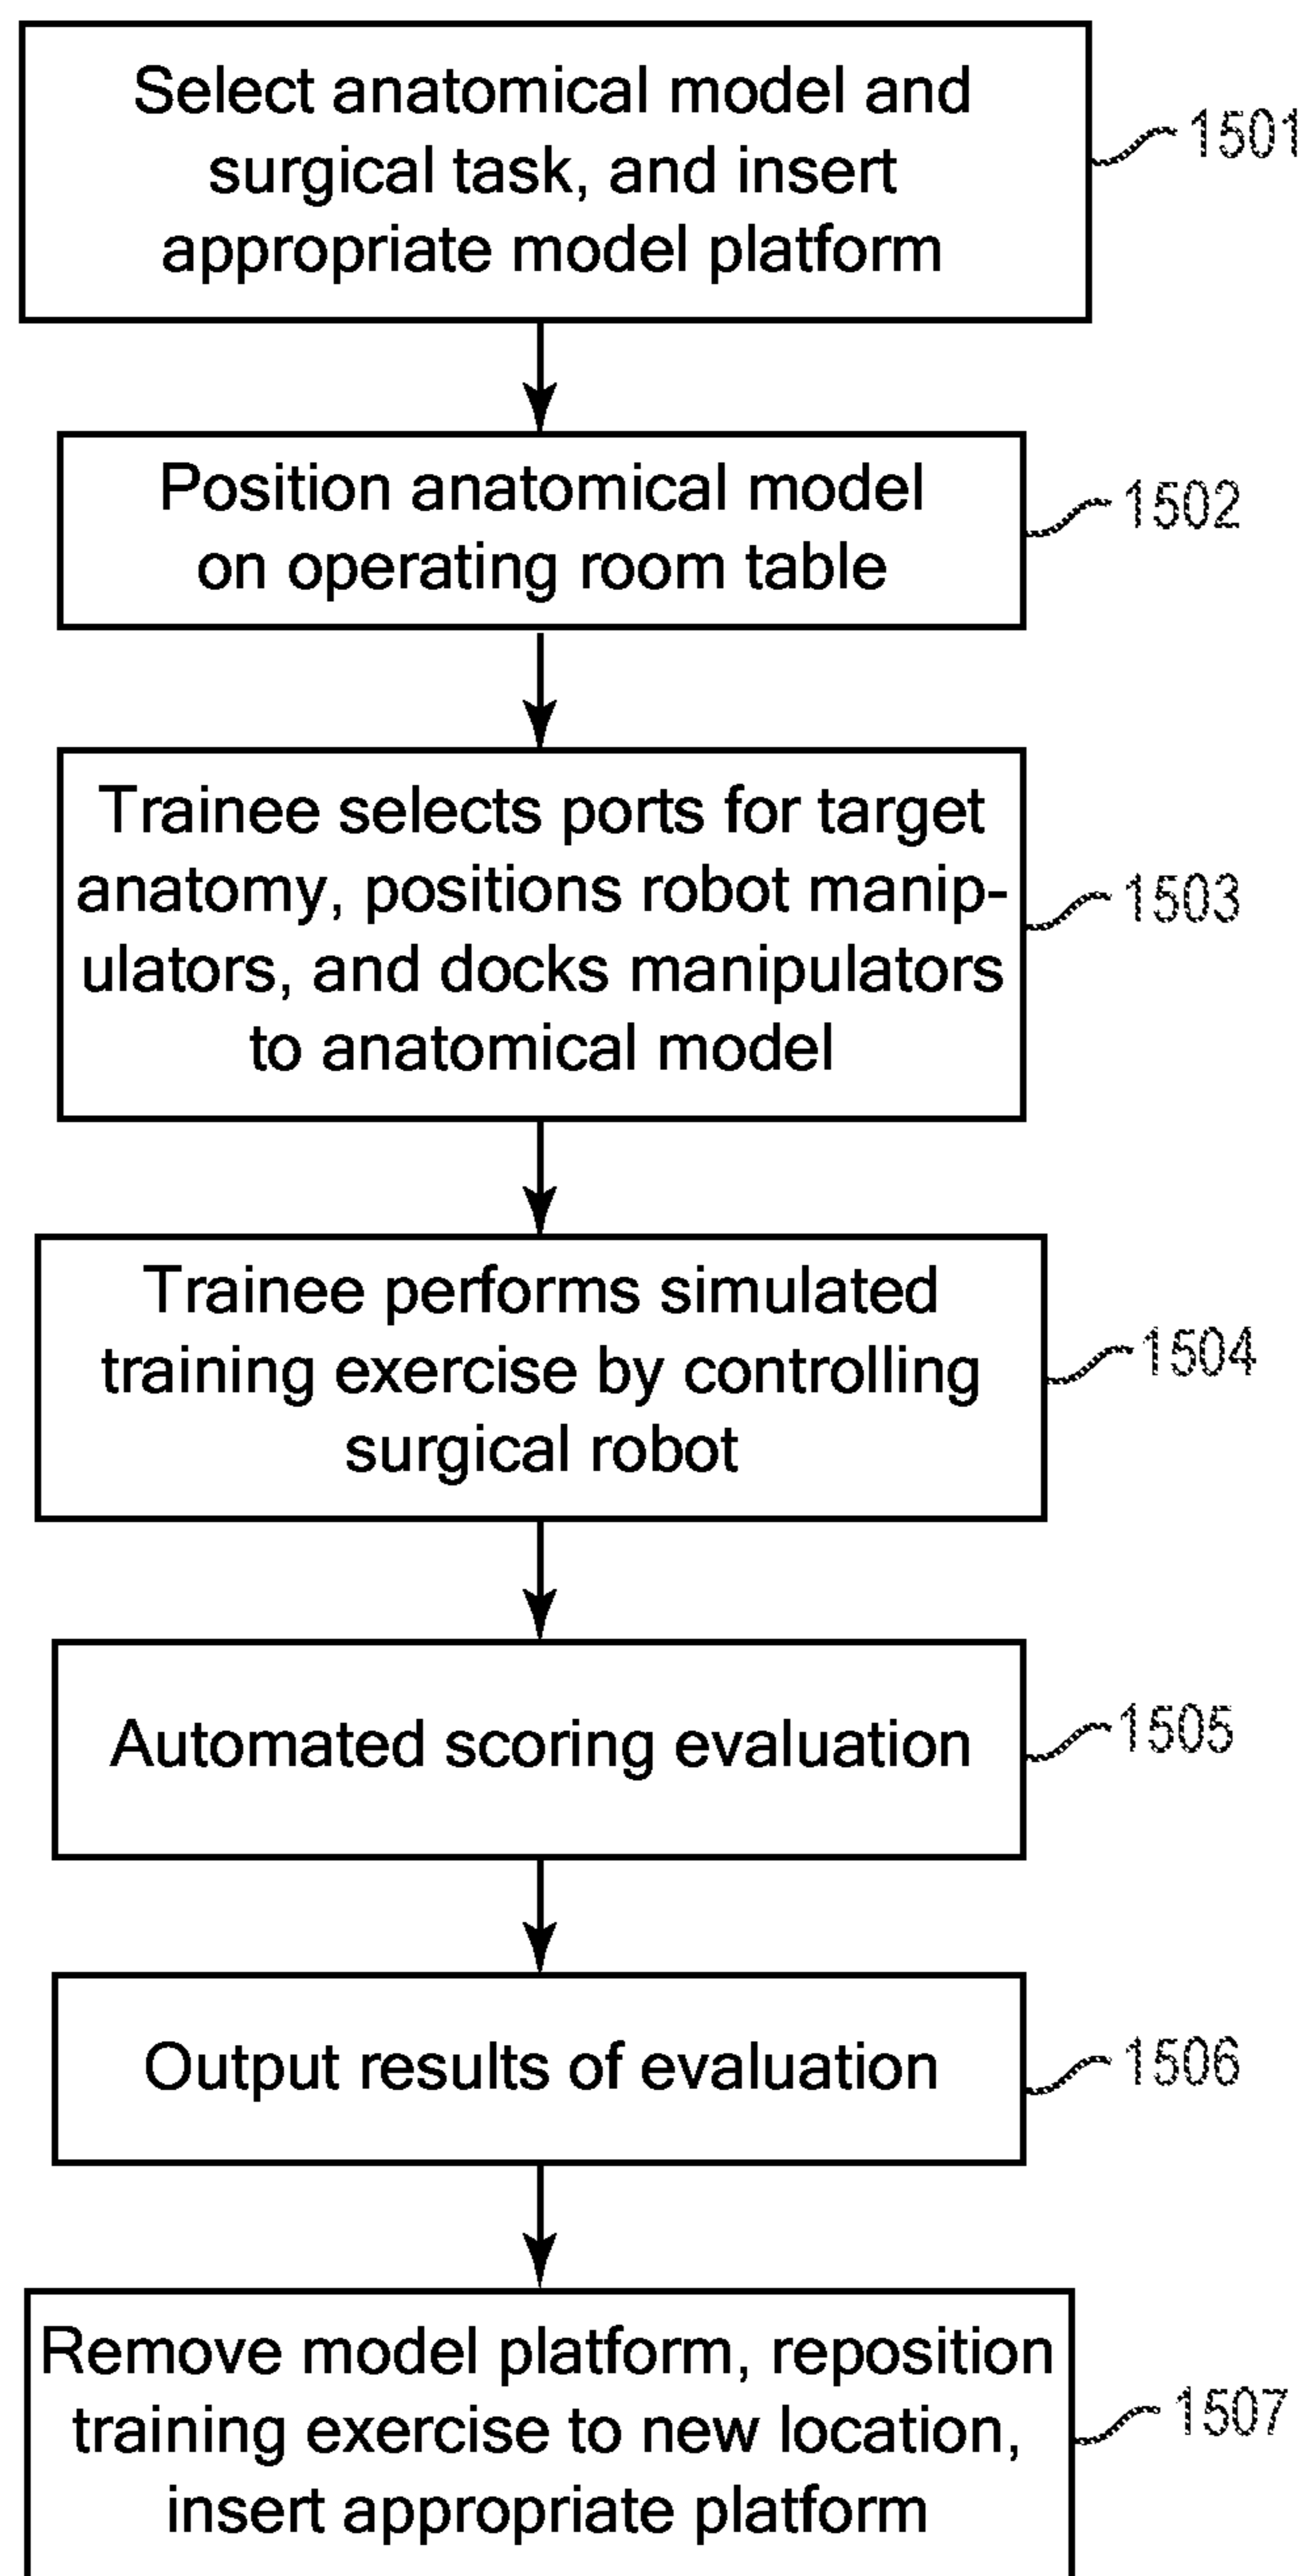 Select anatomical model and
surgical task, and insert
appropriate model platform
1501
Position anatomical model
on operating room table
1502
Trainee selects ports for target
anatomy, positions robot manip-
ulators, and docks manipulators
to anatomical model
1503
Trainee performs simulated
training exercise by controlling
surgical robot
1504
Automated scoring evaluation
1505
Output results of evaluation
1506
Remove model platform, reposition
training exercise to new location,
insert appropriate platform
1507